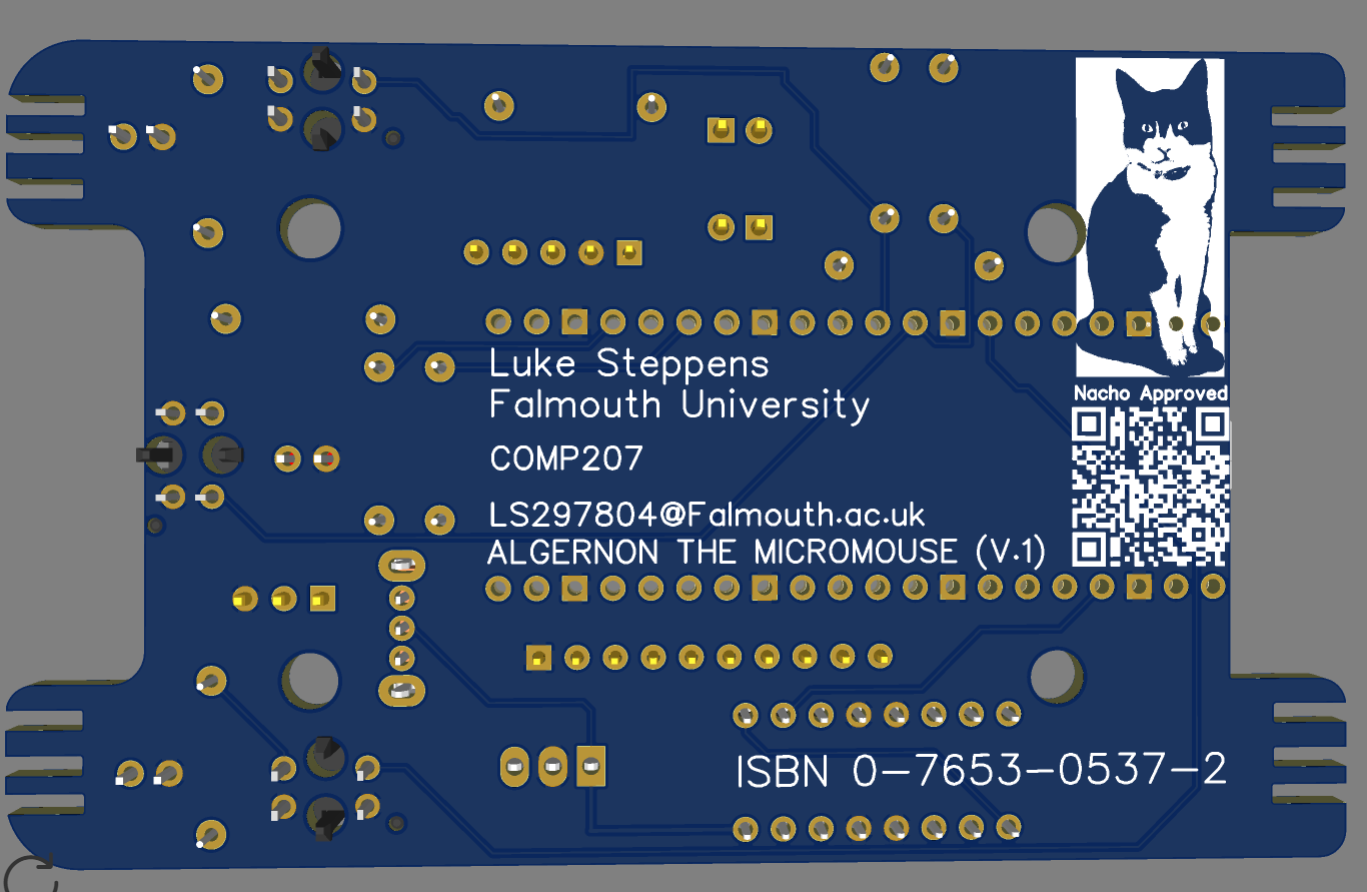 Luke Steppens
Falmouth University
COMP207
LS297804@Falmouth.ac.uk
ALGERNON THE MICROMOUSE (V.1)
Nacho Approved
ISBN 0-7653-0537-2